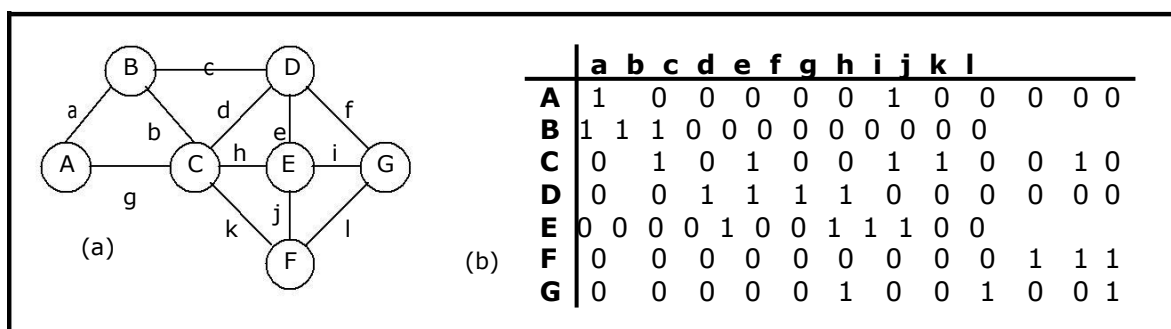 B c D
a b d e f
A C h E i G
g k j l
F
(a)
(b)
a b c d e f g h i j k l
A 1 0 0 0 0 0 1 0 0 0 0 0
B 1 1 1 0 0 0 0 0 0 0 0 0
C 0 1 0 1 0 0 1 1 0 0 1 0
D 0 0 1 1 1 1 0 0 0 0 0 0
E 0 0 0 0 1 0 0 1 1 1 0 0
F 0 0 0 0 0 0 0 0 0 1 1 1
G 0 0 0 0 0 1 0 0 1 0 0 1